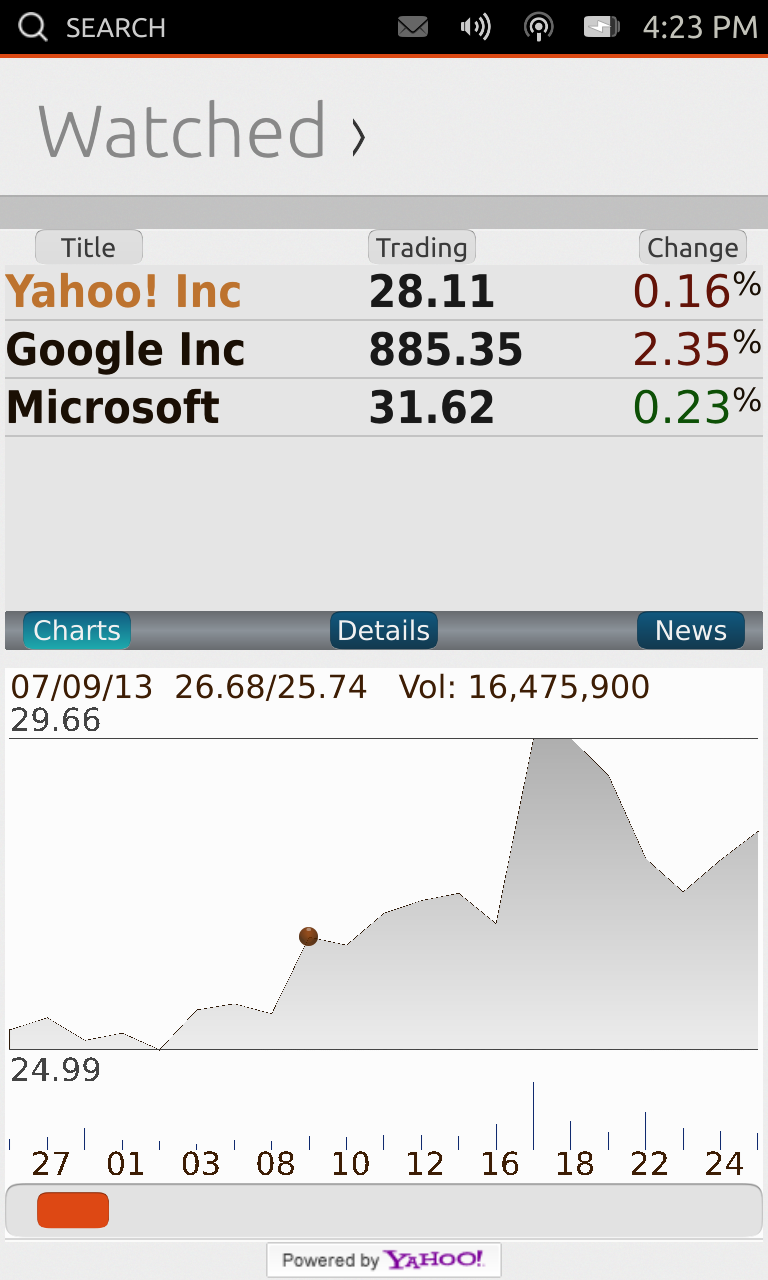 SEARCH 4:23 PM
Watched ›
Title Trading Change
Yahoo! Inc 28.11 0.16%
Google Inc 885.35 2.35%
Microsoft 31.62 0.23%
Charts Details News
07/09/13 26.68/25.74 Vol: 16,475,900
29.66
24.99
27 01 03 08 10 12 16 18 22 24
Powered by YAHOO!